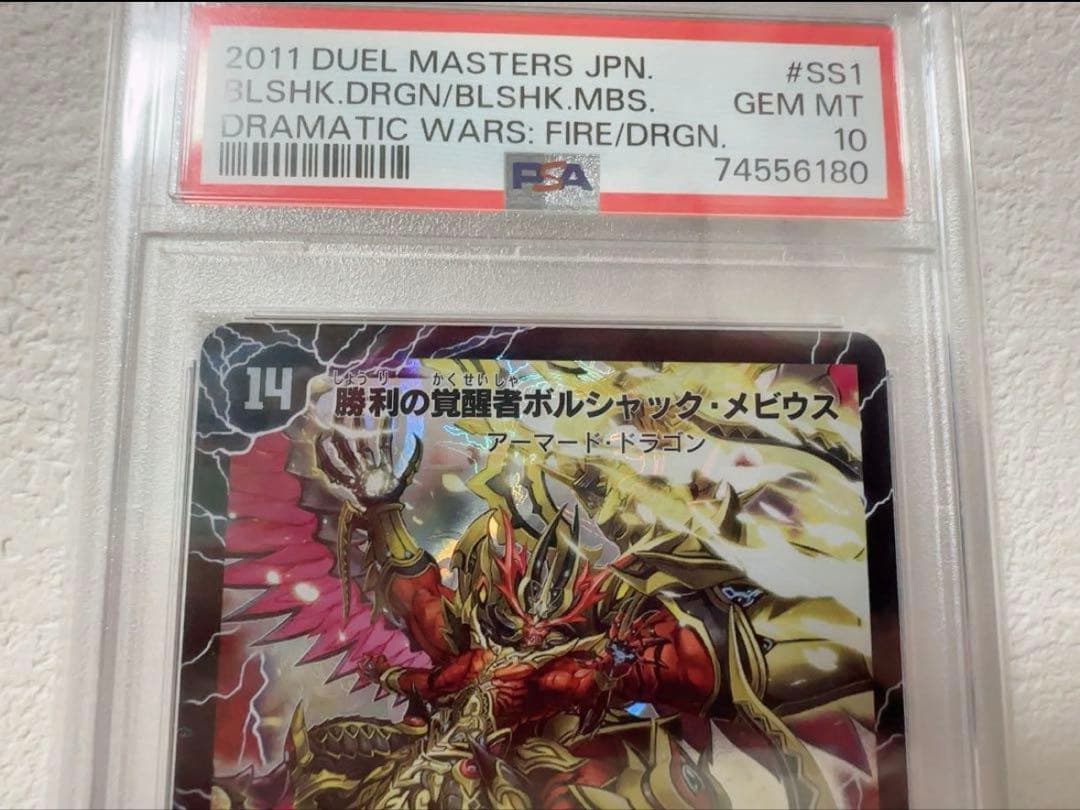 2011 DUEL MASTERS JPN.
#SS1
BLSHK.DRGN/BLSHK.MBS.
GEM MT
DRAMATIC WARS: FIRE/DRGN.
10
PSA
74556180
14
しょうり かくせいしゃ
勝利の覚醒者ボルシャック・メビウス
アーマード・ドラゴン